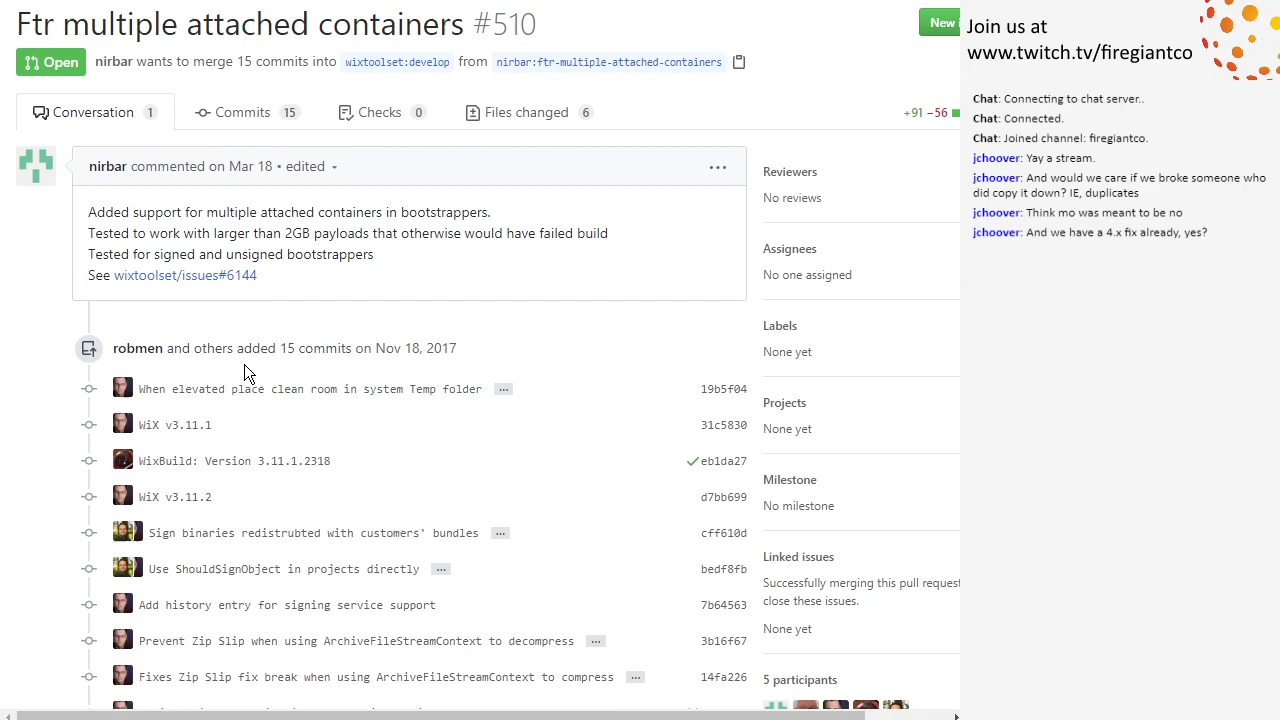 Ftr multiple attached containers #510
New i
Open
nirbar wants to merge 15 commits into wixtoolset:develop from nirbar:ftr-multiple-attached-containers
Conversation 1
Commits 15
Checks 0
Files changed 6
+91 −56
nirbar commented on Mar 18 • edited
Added support for multiple attached containers in bootstrappers.
Tested to work with larger than 2GB payloads that otherwise would have failed build
Tested for signed and unsigned bootstrappers
See wixtoolset/issues#6144
robmen and others added 15 commits on Nov 18, 2017
When elevated place clean room in system Temp folder … 19b5f04
WiX v3.11.1 31c5830
WixBuild: Version 3.11.1.2318 eb1da27
WiX v3.11.2 d7bb699
Sign binaries redistrubted with customers' bundles … cff610d
Use ShouldSignObject in projects directly … bedf8fb
Add history entry for signing service support 7b64563
Prevent Zip Slip when using ArchiveFileStreamContext to decompress … 3b16f67
Fixes Zip Slip fix break when using ArchiveFileStreamContext to compress … 14fa226
Reviewers
No reviews
Assignees
No one assigned
Labels
None yet
Projects
None yet
Milestone
No milestone
Linked issues
Successfully merging this pull request
close these issues.
None yet
5 participants
Join us at
www.twitch.tv/firegiantco
Chat: Connecting to chat server..
Chat: Connected.
Chat: Joined channel: firegiantco.
jchoover: Yay a stream.
jchoover: And would we care if we broke someone who
did copy it down? IE, duplicates
jchoover: Think mo was meant to be no
jchoover: And we have a 4.x fix already, yes?